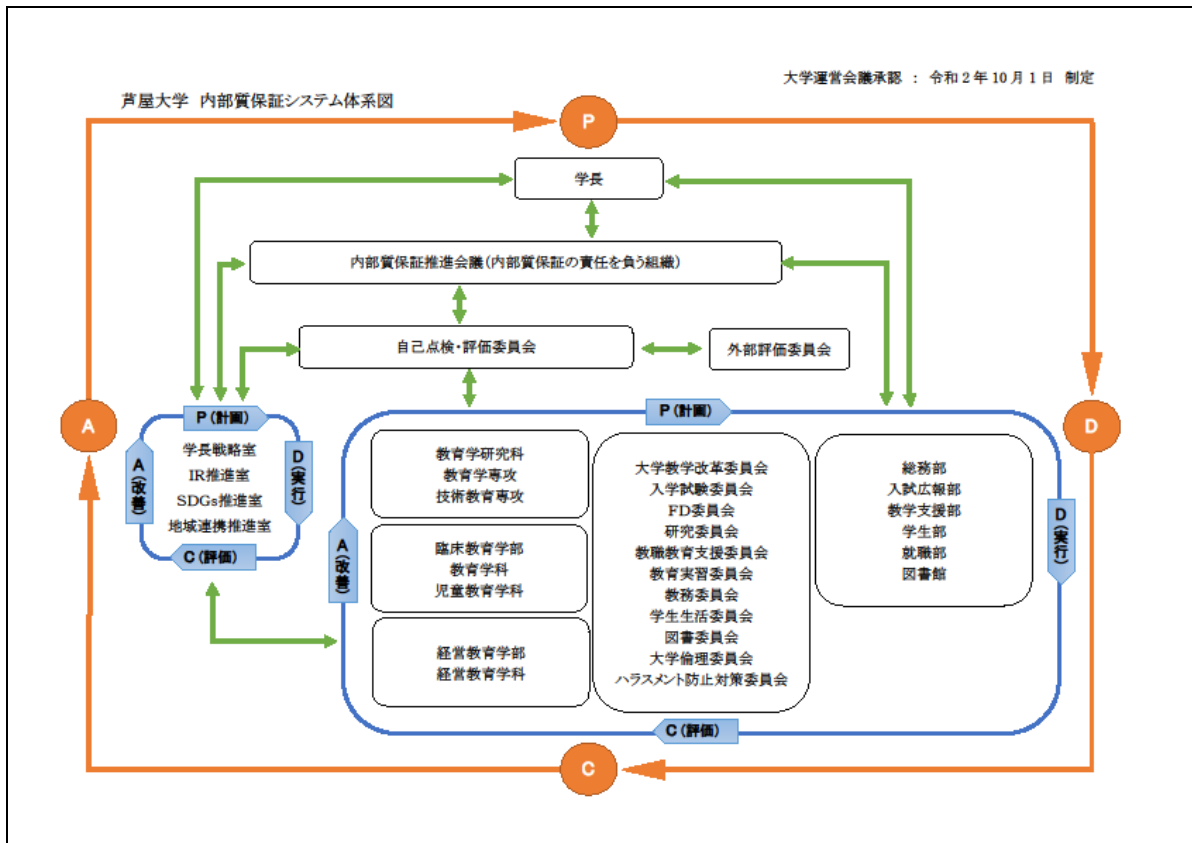 大学運営会議承認 ： 令和2年10月1日 制定
芦屋大学 内部質保証システム体系図
P
学長
内部質保証推進会議(内部質保証の責任を負う組織)
自己点検・評価委員会
外部評価委員会
A
D
P(計画)
A(改善)
D(実行)
学長戦略室
IR推進室
SDGs推進室
地域連携推進室
C(評価)
P(計画)
A(改善)
D(実行)
教育学研究科
教育学専攻
技術教育専攻
臨床教育学部
教育学科
児童教育学科
経営教育学部
経営教育学科
大学教学改革委員会
入学試験委員会
FD委員会
研究委員会
教職教育支援委員会
教育実習委員会
教務委員会
学生生活委員会
図書委員会
大学倫理委員会
ハラスメント防止対策委員会
総務部
入試広報部
教学支援部
学生部
就職部
図書館
C(評価)
C